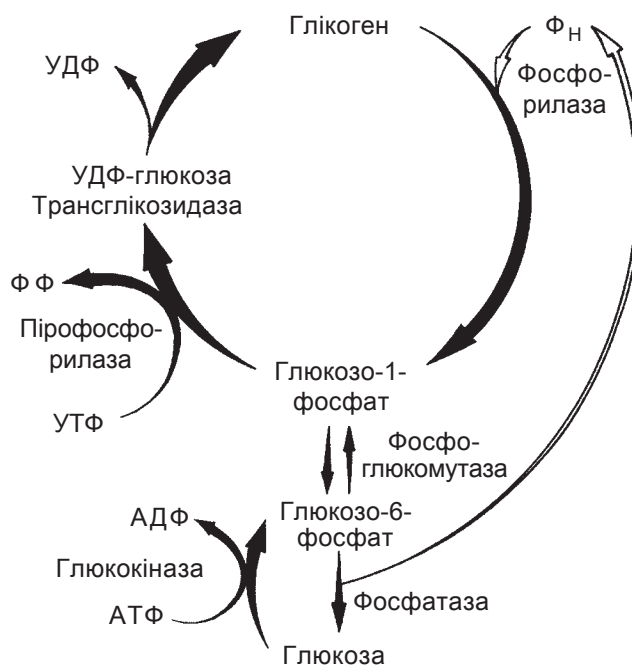 Глікоген
Фн
УДФ
Фосфо-
рилаза
УДФ-глюкоза
Трансглікозидаза
ФФ
Пірофосфо-
рилаза
УТФ
Глюкозо-1-
фосфат
Фосфо-
глюкомутаза
АДФ
Глюкозо-6-
фосфат
Глюкокіназа
АТФ
Фосфатаза
Глюкоза